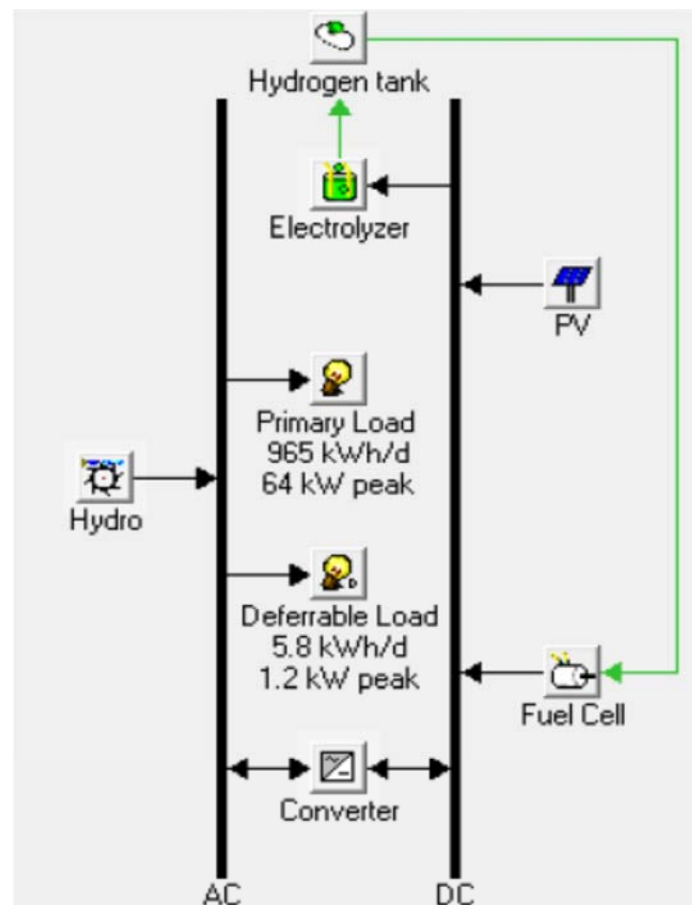 Hydrogen tank
Electrolyzer
PV
Primary Load
965 kWh/d
64 kW peak
Hydro
Deferrable Load
5.8 kWh/d
1.2 kW peak
Fuel Cell
Converter
AC
DC